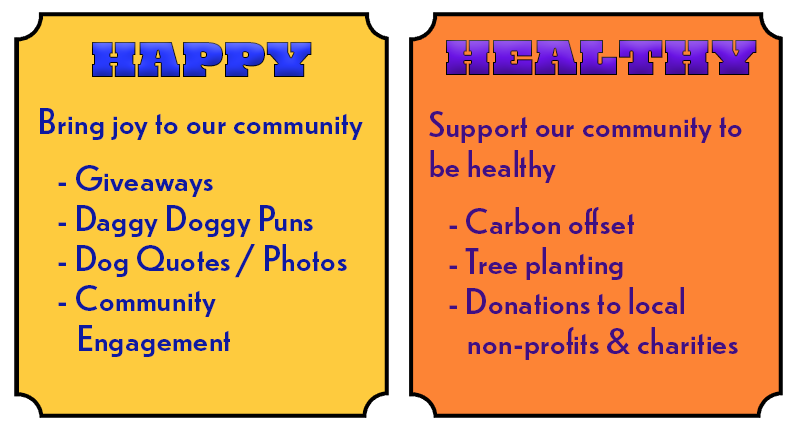 HAPPY
Bring joy to our community
- Giveaways
- Daggy Doggy Puns
- Dog Quotes / Photos
- Community
Engagement
HEALTHY
Support our community to
be healthy
- Carbon offset
- Tree planting
- Donations to local
non-profits & charities